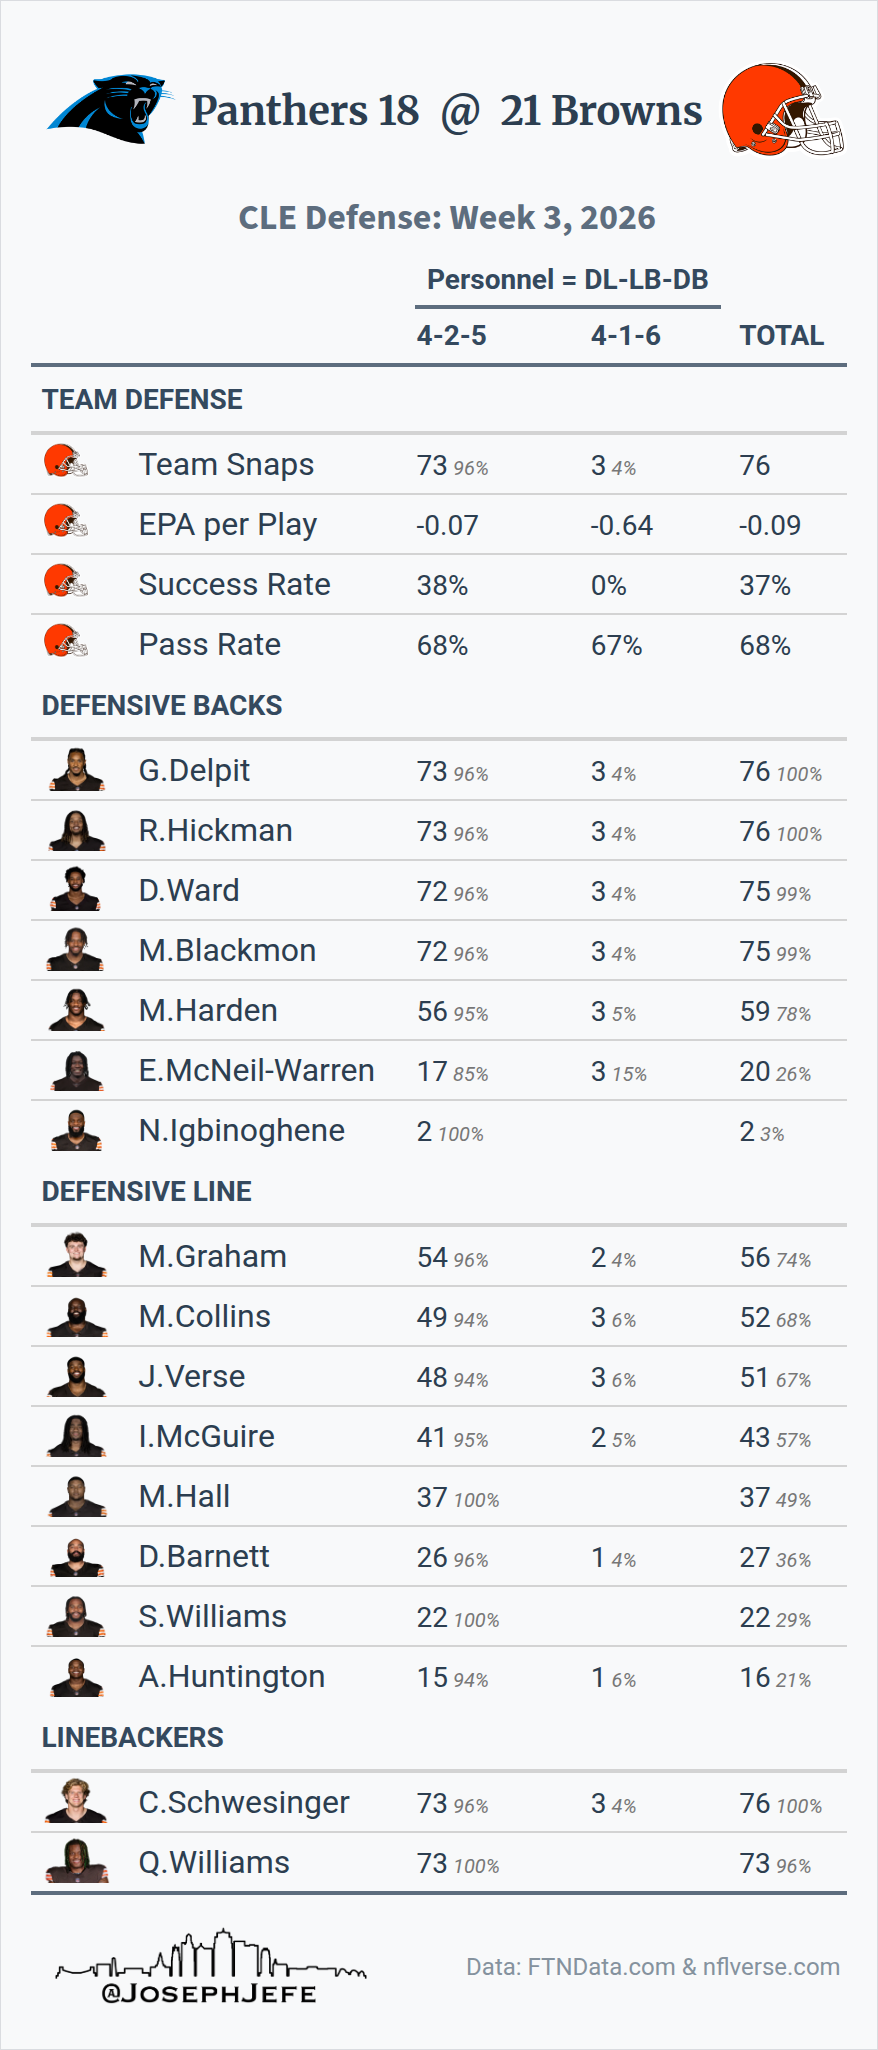 Panthers 18 @ 21 Browns
CLE Defense: Week 3, 2026
Personnel = DL-LB-DB
4-2-5 4-1-6 TOTAL
TEAM DEFENSE
Team Snaps 73 96% 3 4% 76
EPA per Play -0.07 -0.64 -0.09
Success Rate 38% 0% 37%
Pass Rate 68% 67% 68%
DEFENSIVE BACKS
G.Delpit 73 96% 3 4% 76 100%
R.Hickman 73 96% 3 4% 76 100%
D.Ward 72 96% 3 4% 75 99%
M.Blackmon 72 96% 3 4% 75 99%
M.Harden 56 95% 3 5% 59 78%
E.McNeil-Warren 17 85% 3 15% 20 26%
N.Igbinoghene 2 100% 2 3%
DEFENSIVE LINE
M.Graham 54 96% 2 4% 56 74%
M.Collins 49 94% 3 6% 52 68%
J.Verse 48 94% 3 6% 51 67%
I.McGuire 41 95% 2 5% 43 57%
M.Hall 37 100% 37 49%
D.Barnett 26 96% 1 4% 27 36%
S.Williams 22 100% 22 29%
A.Huntington 15 94% 1 6% 16 21%
LINEBACKERS
C.Schwesinger 73 96% 3 4% 76 100%
Q.Williams 73 100% 73 96%
@JOSEPHJEFE
Data: FTNData.com & nflverse.com